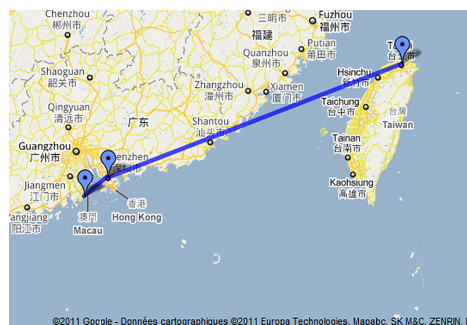 Chenzhou
郴州市
三明市
Fuzhou
福州市
福建
Putian
莆田市
Shaoguan
韶关市
Quanzhou
泉州市
Hsinchu
新竹市
Zhangzhou
漳州市
Xiamen
厦门市
Qingyuan
清远市
Taichung
台中市
台灣
Taiwan
广东
Shantou
汕头市
Guangzhou
广州市
Tainan
台南市
Jiangmen
江门市
Kaohsiung
高雄市
香港
Hong Kong
澳門
Macau
阳江市
©2011 Google - Données cartographiques ©2011 Europa Technologies, Mapabc, SK M&C, ZENRIN,